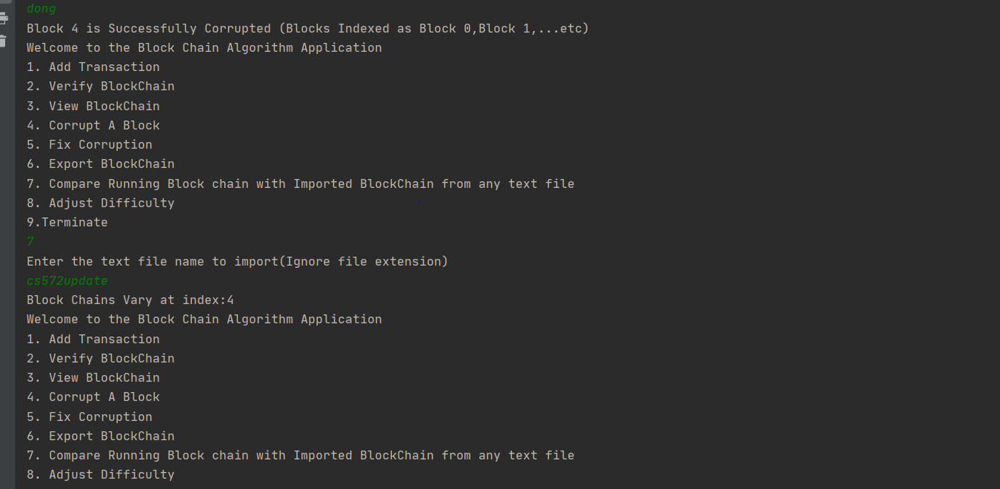 dong
Block 4 is Successfully Corrupted (Blocks Indexed as Block 0,Block 1,...etc)
Welcome to the Block Chain Algorithm Application
1. Add Transaction
2. Verify BlockChain
3. View BlockChain
4. Corrupt A Block
5. Fix Corruption
6. Export BlockChain
7. Compare Running Block chain with Imported BlockChain from any text file
8. Adjust Difficulty
9.Terminate
7
Enter the text file name to import(Ignore file extension)
cs572update
Block Chains Vary at index:4
Welcome to the Block Chain Algorithm Application
1. Add Transaction
2. Verify BlockChain
3. View BlockChain
4. Corrupt A Block
5. Fix Corruption
6. Export BlockChain
7. Compare Running Block chain with Imported BlockChain from any text file
8. Adjust Difficulty